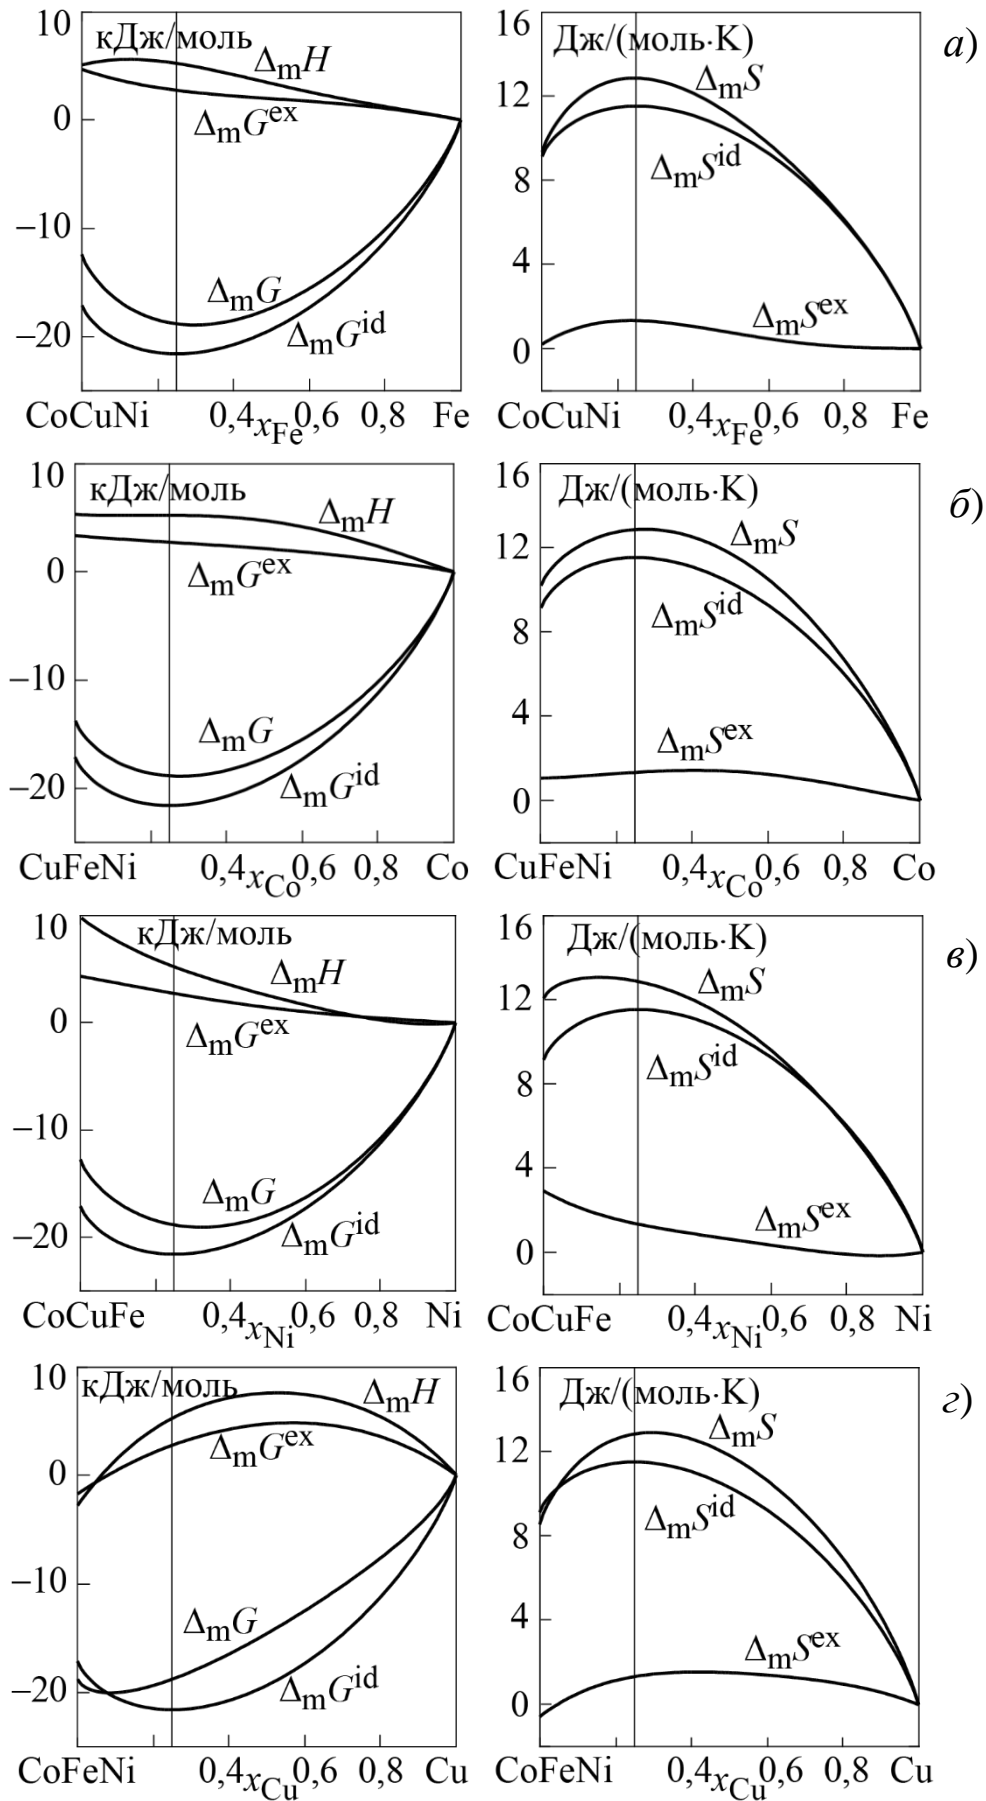 10
кДж/моль
ΔmH
0
ΔmGex
−10
ΔmG
ΔmGid
−20
CoCuNi 0,4 xFe 0,6 0,8 Fe
16
Дж/(моль·K)
ΔmS
12
ΔmSid
8
4
ΔmSex
0
CoCuNi 0,4 xFe 0,6 0,8 Fe
а)
10
кДж/моль
ΔmH
0
ΔmGex
−10
ΔmG
ΔmGid
−20
CuFeNi 0,4 xCo 0,6 0,8 Co
16
Дж/(моль·K)
ΔmS
12
ΔmSid
8
4
ΔmSex
0
CuFeNi 0,4 xCo 0,6 0,8 Co
б)
10
кДж/моль
ΔmH
0
ΔmGex
−10
ΔmG
ΔmGid
−20
CoCuFe 0,4 xNi 0,6 0,8 Ni
16
Дж/(моль·K)
ΔmS
12
ΔmSid
8
4
ΔmSex
0
CoCuFe 0,4 xNi 0,6 0,8 Ni
в)
10
кДж/моль
ΔmH
ΔmGex
0
−10
ΔmG
ΔmGid
−20
CoFeNi 0,4 xCu 0,6 0,8 Cu
16
Дж/(моль·K)
ΔmS
12
ΔmSid
8
4
ΔmSex
0
CoFeNi 0,4 xCu 0,6 0,8 Cu
г)